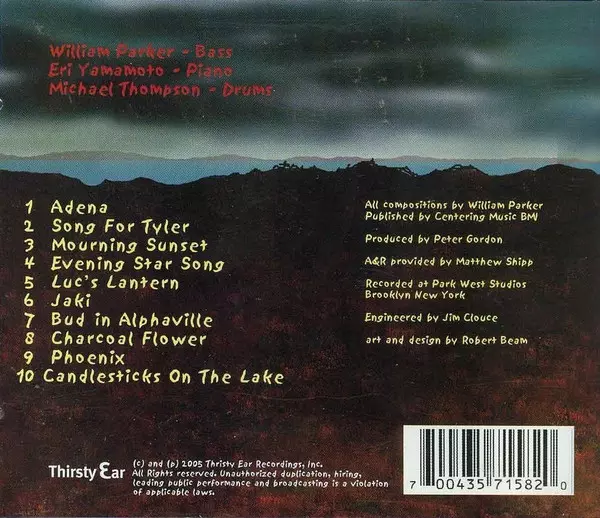 William Parker - Bass
Eri Yamamoto - Piano
Michael Thompson - Drums
1 Adena
2 Song For Tyler
3 Mourning Sunset
4 Evening Star Song
5 Luc's Lantern
6 Jaki
7 Bud in Alphaville
8 Charcoal Flower
9 Phoenix
10 Candlesticks On The Lake
All compositions by William Parker
Published by Centering Music BMI
Produced by Peter Gordon
A&R provided by Matthew Shipp
Recorded at Park West Studios
Brooklyn New York
Engineered by Jim Clouce
art and design by Robert Beam
Thirsty Ear
(c) and (p) 2005 Thristy Ear Recordings, Inc.
All Rights reserved. Unauthorized duplication, hiring,
leading public performance and broadcasting is a violation
of applicable laws.
7 00435 71582 0